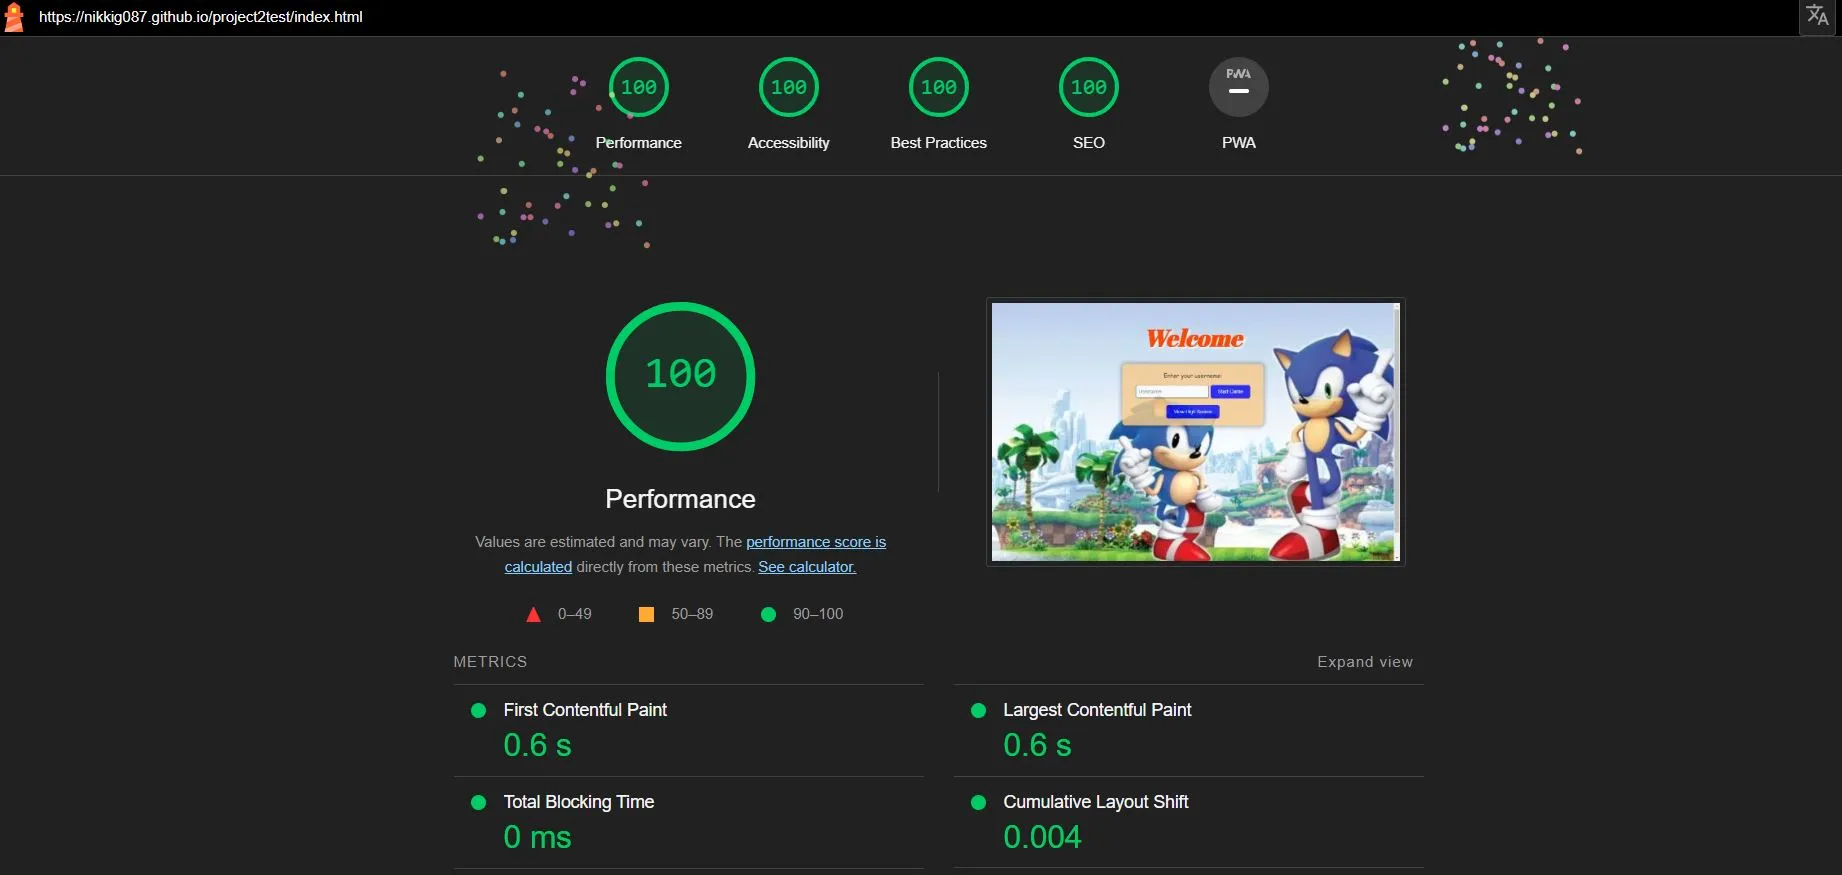 https://nikkig087.github.io/project2test/index.html
100 100 100 100 PWA
Performance Accessibility Best Practices SEO PWA
100
Performance
Values are estimated and may vary. The performance score is
calculated directly from these metrics. See calculator.
0–49 50–89 90–100
Welcome
Enter your username:
Username
Start Game
View High Scores
METRICS Expand view
First Contentful Paint
0.6 s
Largest Contentful Paint
0.6 s
Total Blocking Time
0 ms
Cumulative Layout Shift
0.004